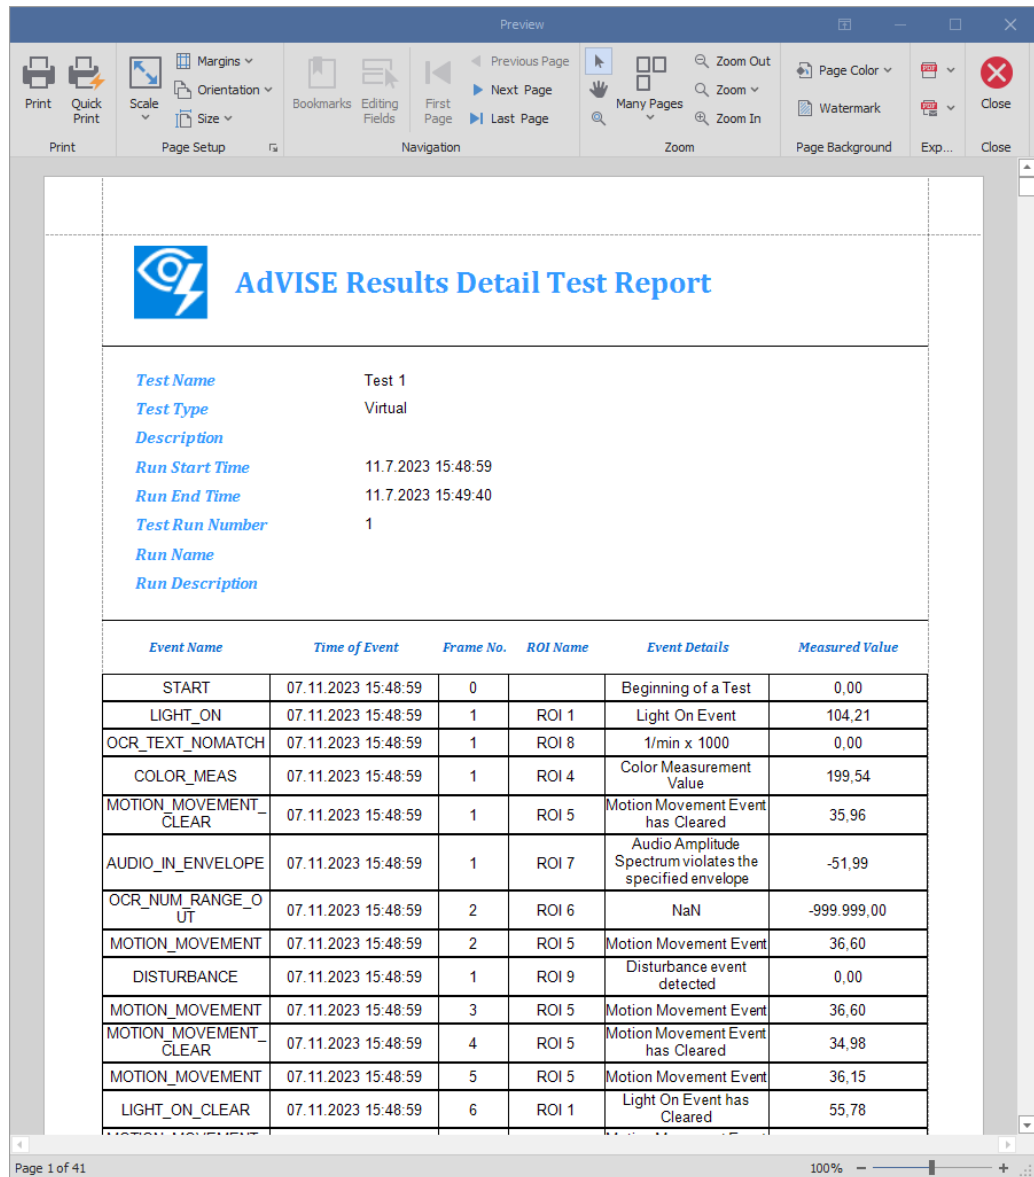 Preview
Print
Quick Print
Scale
Margins
Orientation
Size
Bookmarks
Editing Fields
First Page
Previous Page
Next Page
Last Page
Many Pages
Zoom Out
Zoom
Zoom In
Page Color
Watermark
PDF
PDF
Close
Print
Page Setup
Navigation
Zoom
Page Background
Exp...
Close
AdVISE Results Detail Test Report
Test Name Test 1
Test Type Virtual
Description
Run Start Time 11.7.2023 15:48:59
Run End Time 11.7.2023 15:49:40
Test Run Number 1
Run Name
Run Description
Event Name Time of Event Frame No. ROI Name Event Details Measured Value
START 07.11.2023 15:48:59 0 Beginning of a Test 0,00
LIGHT_ON 07.11.2023 15:48:59 1 ROI 1 Light On Event 104,21
OCR_TEXT_NOMATCH 07.11.2023 15:48:59 1 ROI 8 1/min x 1000 0,00
COLOR_MEAS 07.11.2023 15:48:59 1 ROI 4 Color Measurement Value 199,54
MOTION_MOVEMENT_CLEAR 07.11.2023 15:48:59 1 ROI 5 Motion Movement Event has Cleared 35,96
AUDIO_IN_ENVELOPE 07.11.2023 15:48:59 1 ROI 7 Audio Amplitude Spectrum violates the specified envelope -51,99
OCR_NUM_RANGE_OUT 07.11.2023 15:48:59 2 ROI 6 NaN -999.999,00
MOTION_MOVEMENT 07.11.2023 15:48:59 2 ROI 5 Motion Movement Event 36,60
DISTURBANCE 07.11.2023 15:48:59 1 ROI 9 Disturbance event detected 0,00
MOTION_MOVEMENT 07.11.2023 15:48:59 3 ROI 5 Motion Movement Event 36,60
MOTION_MOVEMENT_CLEAR 07.11.2023 15:48:59 4 ROI 5 Motion Movement Event has Cleared 34,98
MOTION_MOVEMENT 07.11.2023 15:48:59 5 ROI 5 Motion Movement Event 36,15
LIGHT_ON_CLEAR 07.11.2023 15:48:59 6 ROI 1 Light On Event has Cleared 55,78
Page 1 of 41
100%